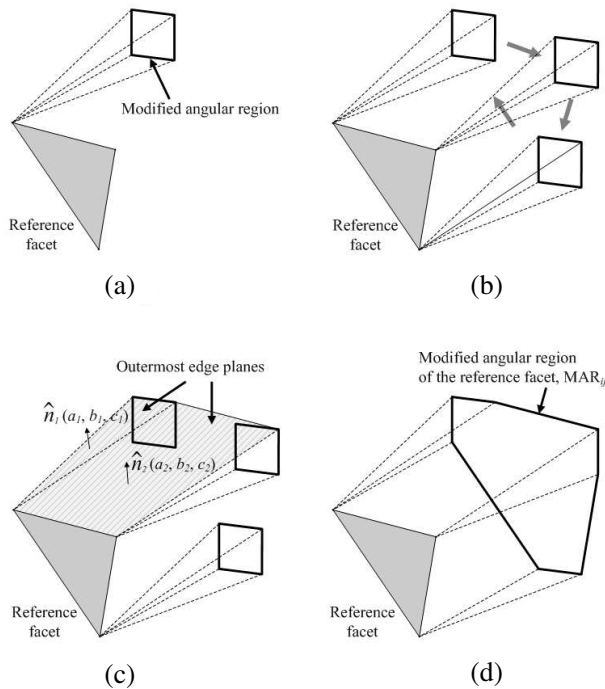 Modified angular region
Reference
facet
(a)
Reference
facet
(b)
Outermost edge planes
n̂₁ (a₁, b₁, c₁)
n̂₂ (a₂, b₂, c₂)
Reference
facet
(c)
Modified angular region
of the reference facet, MARᵢⱼ
Reference
facet
(d)